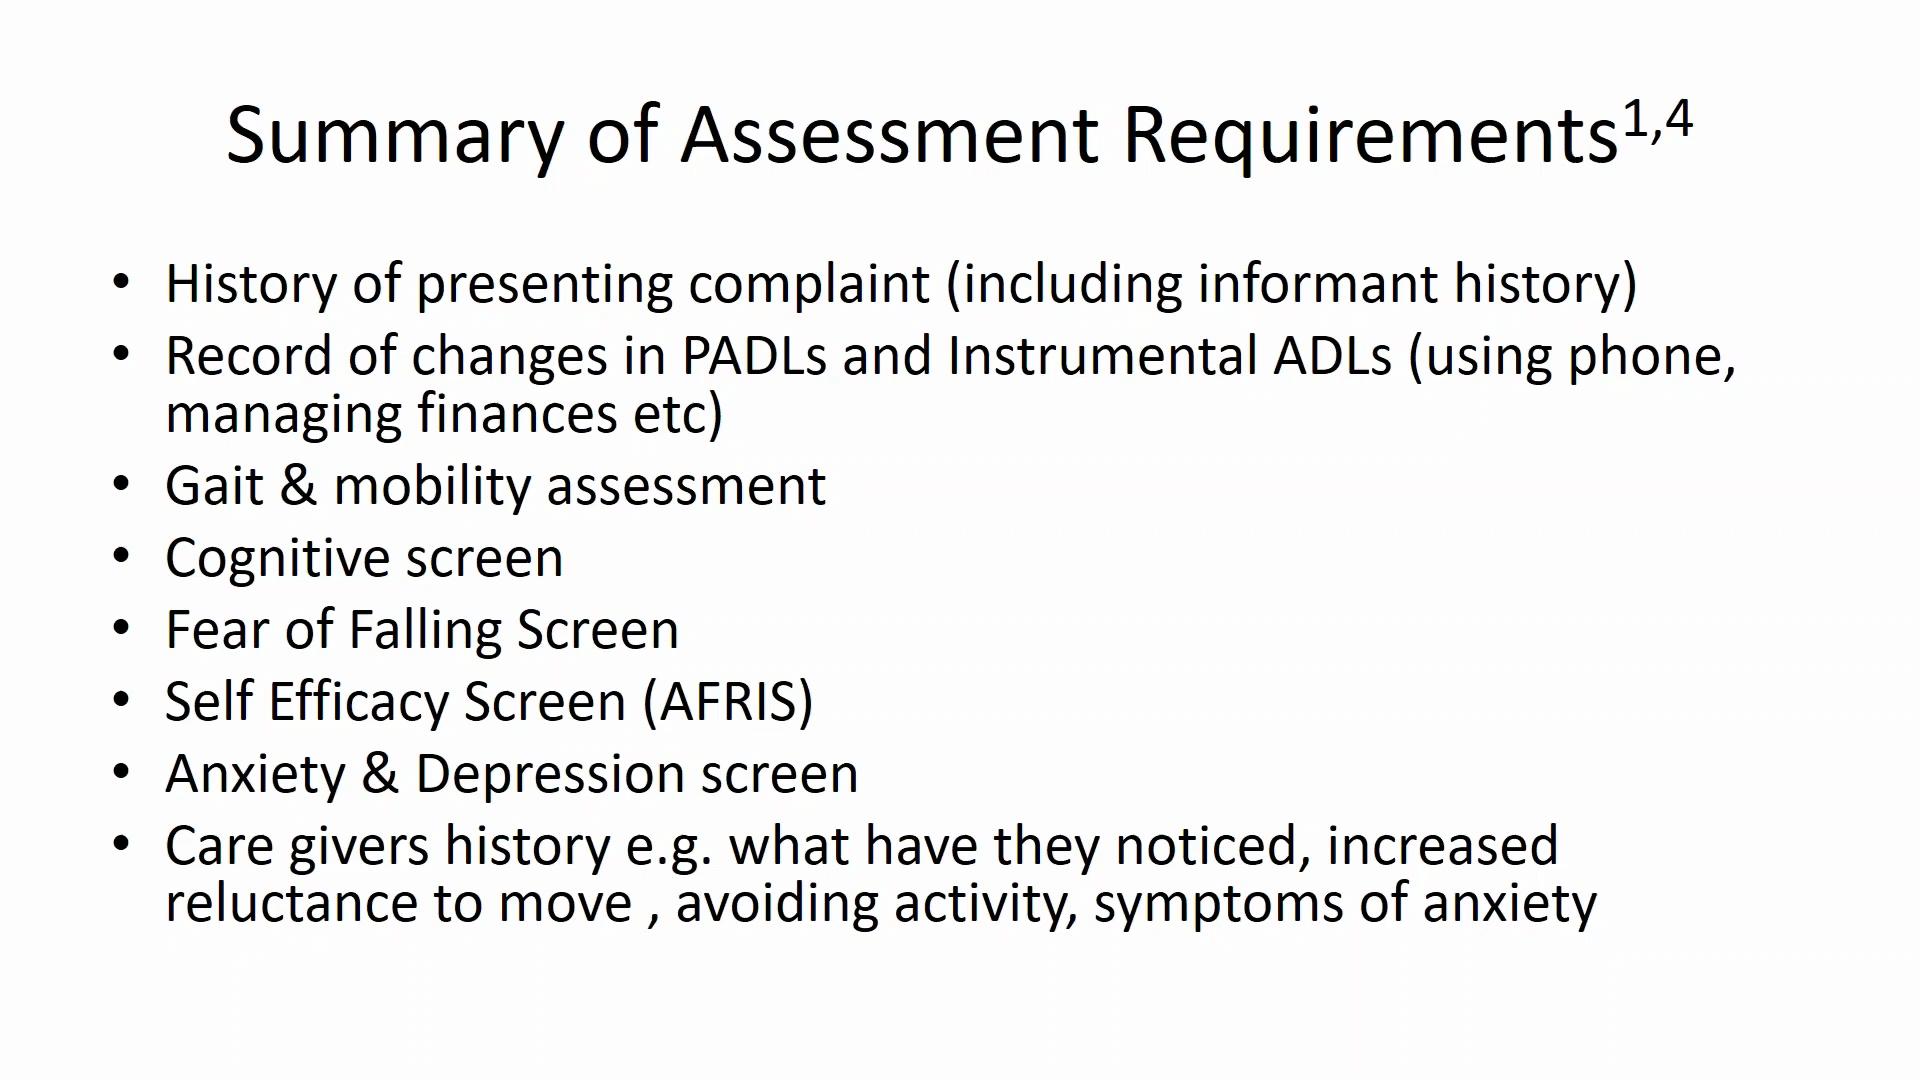 Summary of Assessment Requirements1,4
• History of presenting complaint (including informant history)
• Record of changes in PADLs and Instrumental ADLs (using phone,
managing finances etc)
• Gait & mobility assessment
• Cognitive screen
• Fear of Falling Screen
• Self Efficacy Screen (AFRIS)
• Anxiety & Depression screen
• Care givers history e.g. what have they noticed, increased
reluctance to move , avoiding activity, symptoms of anxiety